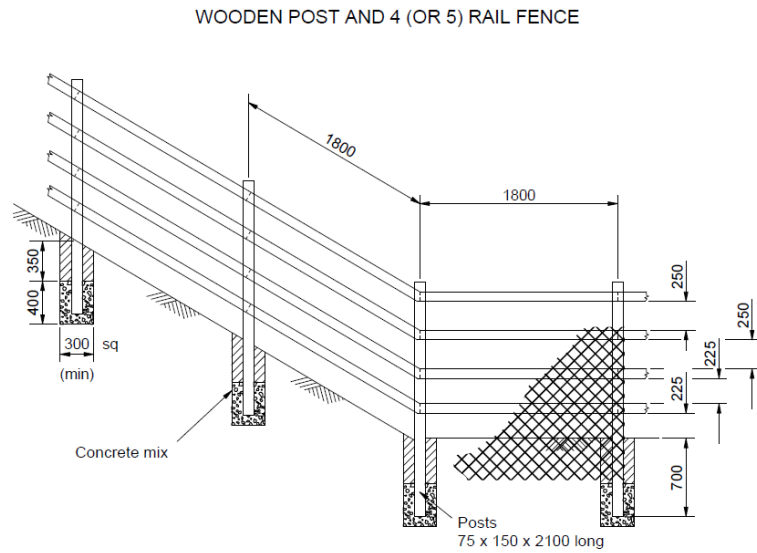 WOODEN POST AND 4 (OR 5) RAIL FENCE
1800
1800
250
250
225
225
350
400
300 sq
(min)
Concrete mix
700
Posts
75 x 150 x 2100 long